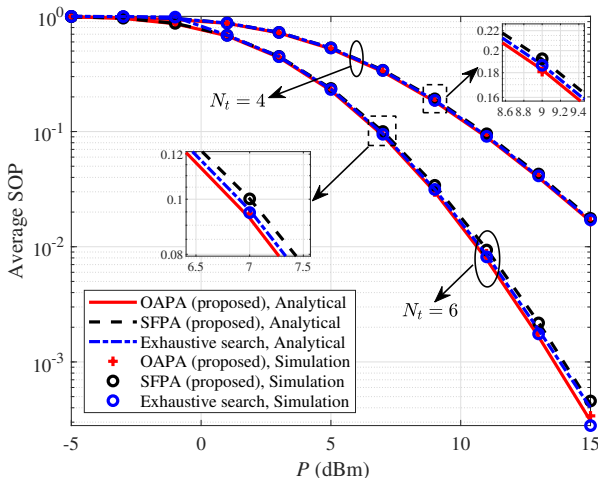 10^0
10^-1
10^-2
10^-3
Average SOP
0.22
0.2
0.18
0.16
8.6 8.8 9 9.2 9.4
N_t = 4
0.12
0.1
0.08
6.5 7 7.5
N_t = 6
OAPA (proposed), Analytical
SFPA (proposed), Analytical
Exhaustive search, Analytical
OAPA (proposed), Simulation
SFPA (proposed), Simulation
Exhaustive search, Simulation
-5 0 5 10 15
P (dBm)